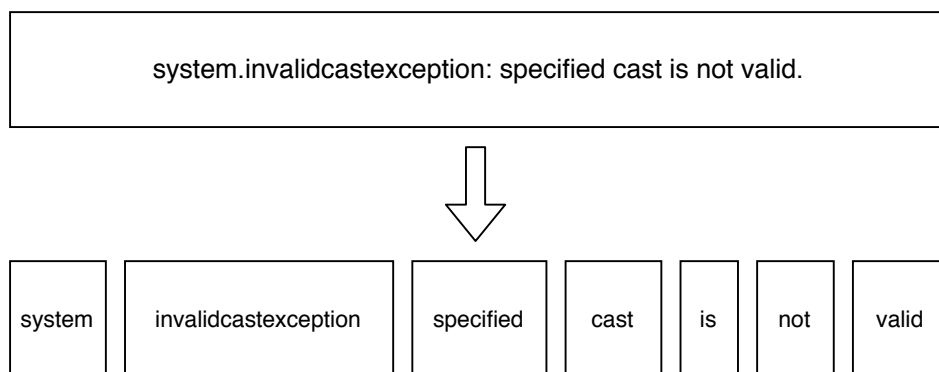 system.invalidcastexception: specified cast is not valid.
system invalidcastexception specified cast is not valid